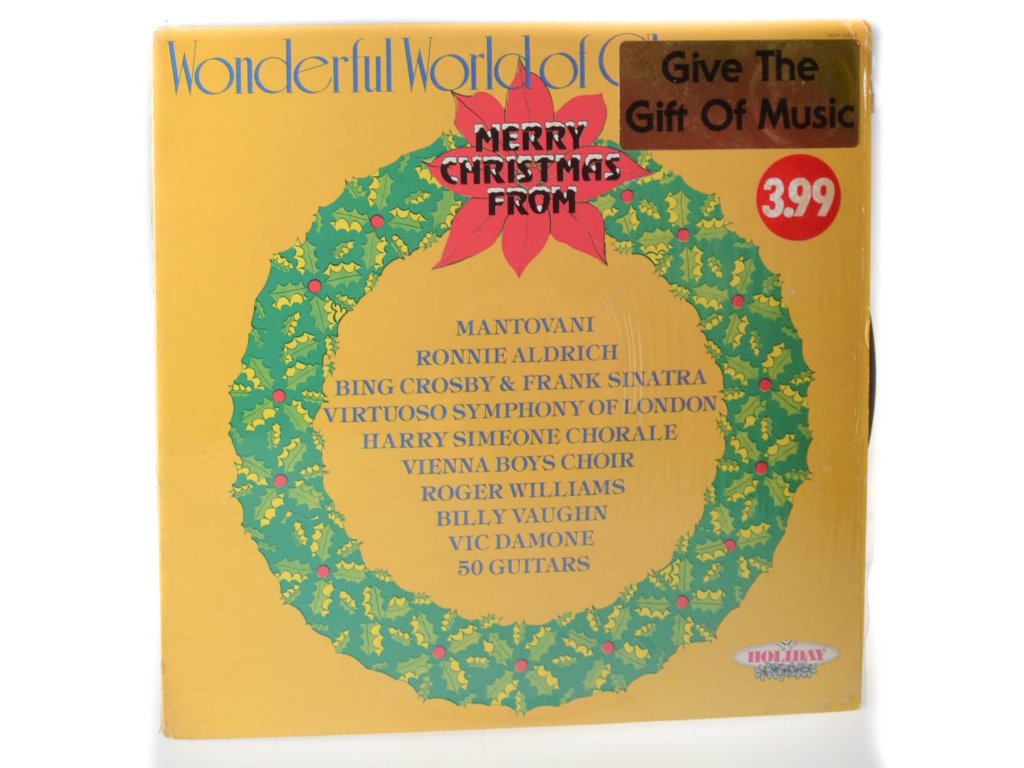 Wonderful World of
Give The
Gift Of Music
3.99
MERRY
CHRISTMAS
FROM
MANTOVANI
RONNIE ALDRICH
BING CROSBY & FRANK SINATRA
VIRTUOSO SYMPHONY OF LONDON
HARRY SIMEONE CHORALE
VIENNA BOYS CHOIR
ROGER WILLIAMS
BILLY VAUGHN
VIC DAMONE
50 GUITARS
HOLIDAY